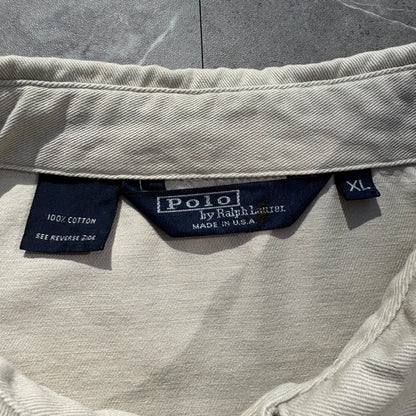 100% COTTON
SEE REVERSE SIDE
Polo
by Ralph Lauren
MADE IN U.S.A.
XL